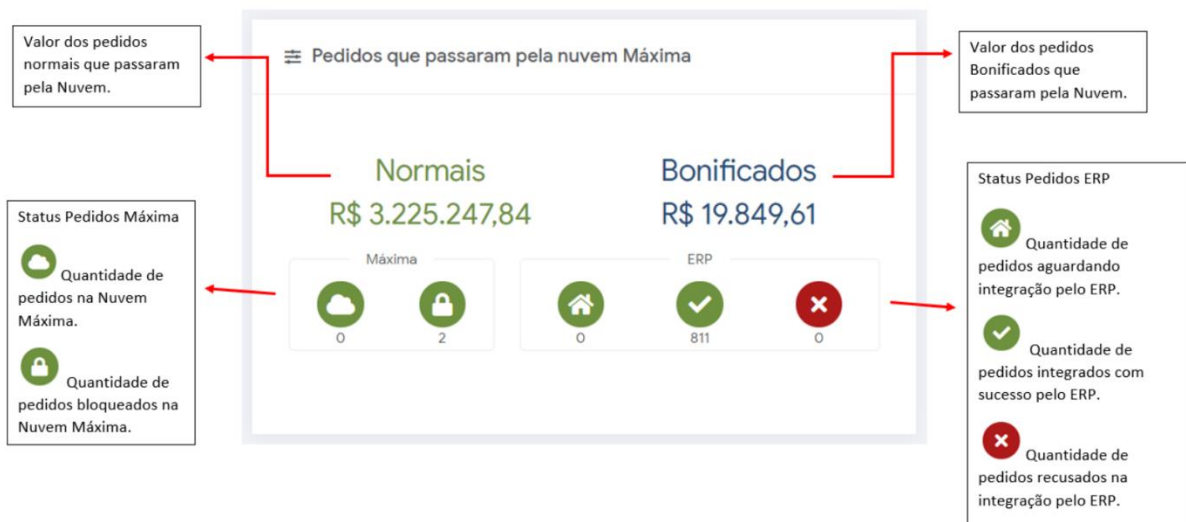 Valor dos pedidos
normais que passaram
pela Nuvem.
Pedidos que passaram pela nuvem Máxima
Valor dos pedidos
Bonificados que
passaram pela Nuvem.
Normais
R$ 3.225.247,84
Bonificados
R$ 19.849,61
Máxima
0
2
ERP
0
811
0
Status Pedidos Máxima
Quantidade de
pedidos na Nuvem
Máxima.
Quantidade de
pedidos bloqueados na
Nuvem Máxima.
Status Pedidos ERP
Quantidade de
pedidos aguardando
integração pelo ERP.
Quantidade de
pedidos integrados com
sucesso pelo ERP.
Quantidade de
pedidos recusados na
integração pelo ERP.